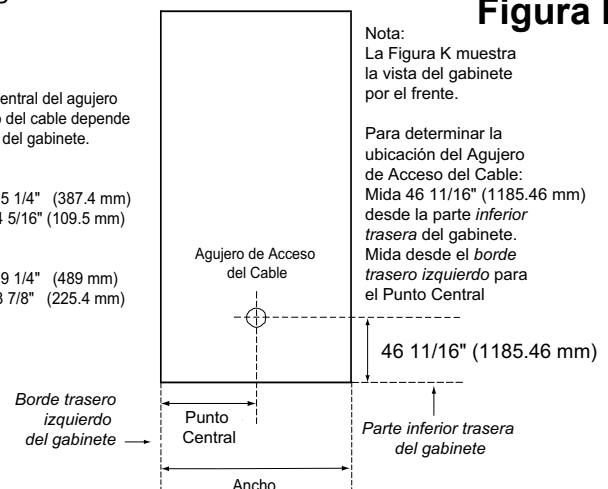 Figura
Nota:
La Figura K muestra
la vista del gabinete
por el frente.
Para determinar la
ubicación del Agujero
de Acceso del Cable:
Mida 46 11/16" (1185.46 mm)
desde la parte inferior
trasera del gabinete.
Mida desde el borde
trasero izquierdo para
el Punto Central
entral del agujero
del cable depende
del gabinete.
5 1/4" (387.4 mm)
5/16" (109.5 mm)
9 1/4" (489 mm)
7/8" (225.4 mm)
Agujero de Acceso
del Cable
46 11/16" (1185.46 mm)
Borde trasero
izquierdo
del gabinete
Punto
Central
Parte inferior trasera
del gabinete
Ancho